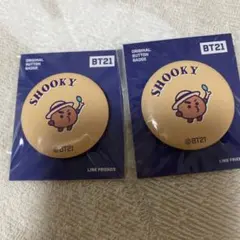 ORIGINAL
BUTTON
BADGE
BT21
SHOOKY
©BT21
LINE FRIENDS
ORIGINAL
BUTTON
BADGE
BT21
SHOOKY
©BT21
LINE FRIENDS